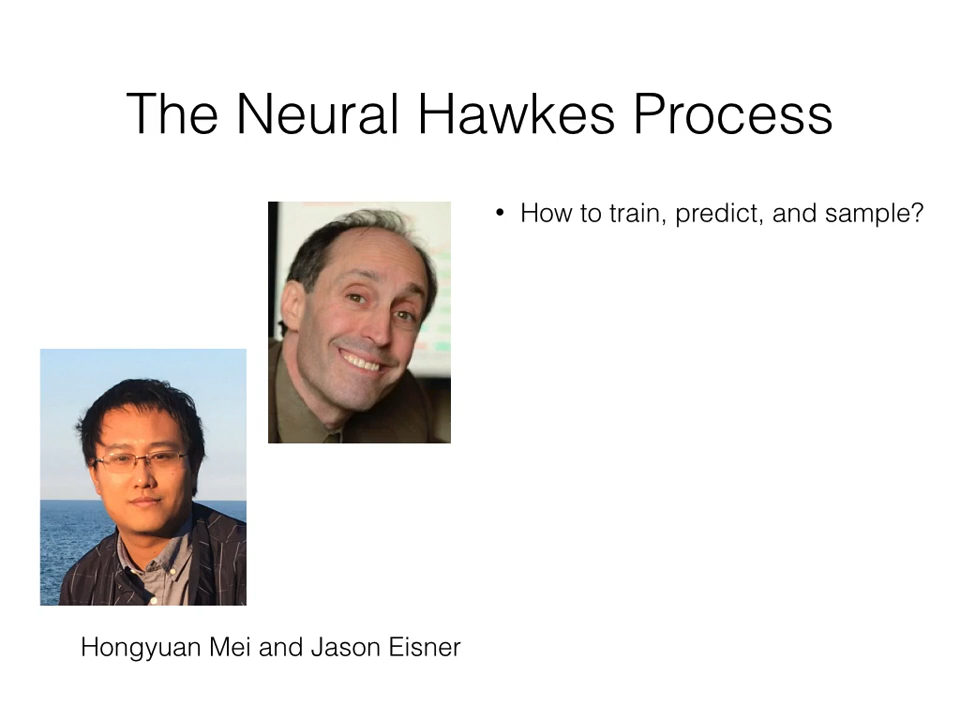 The Neural Hawkes Process
• How to train, predict, and sample?
Hongyuan Mei and Jason Eisner